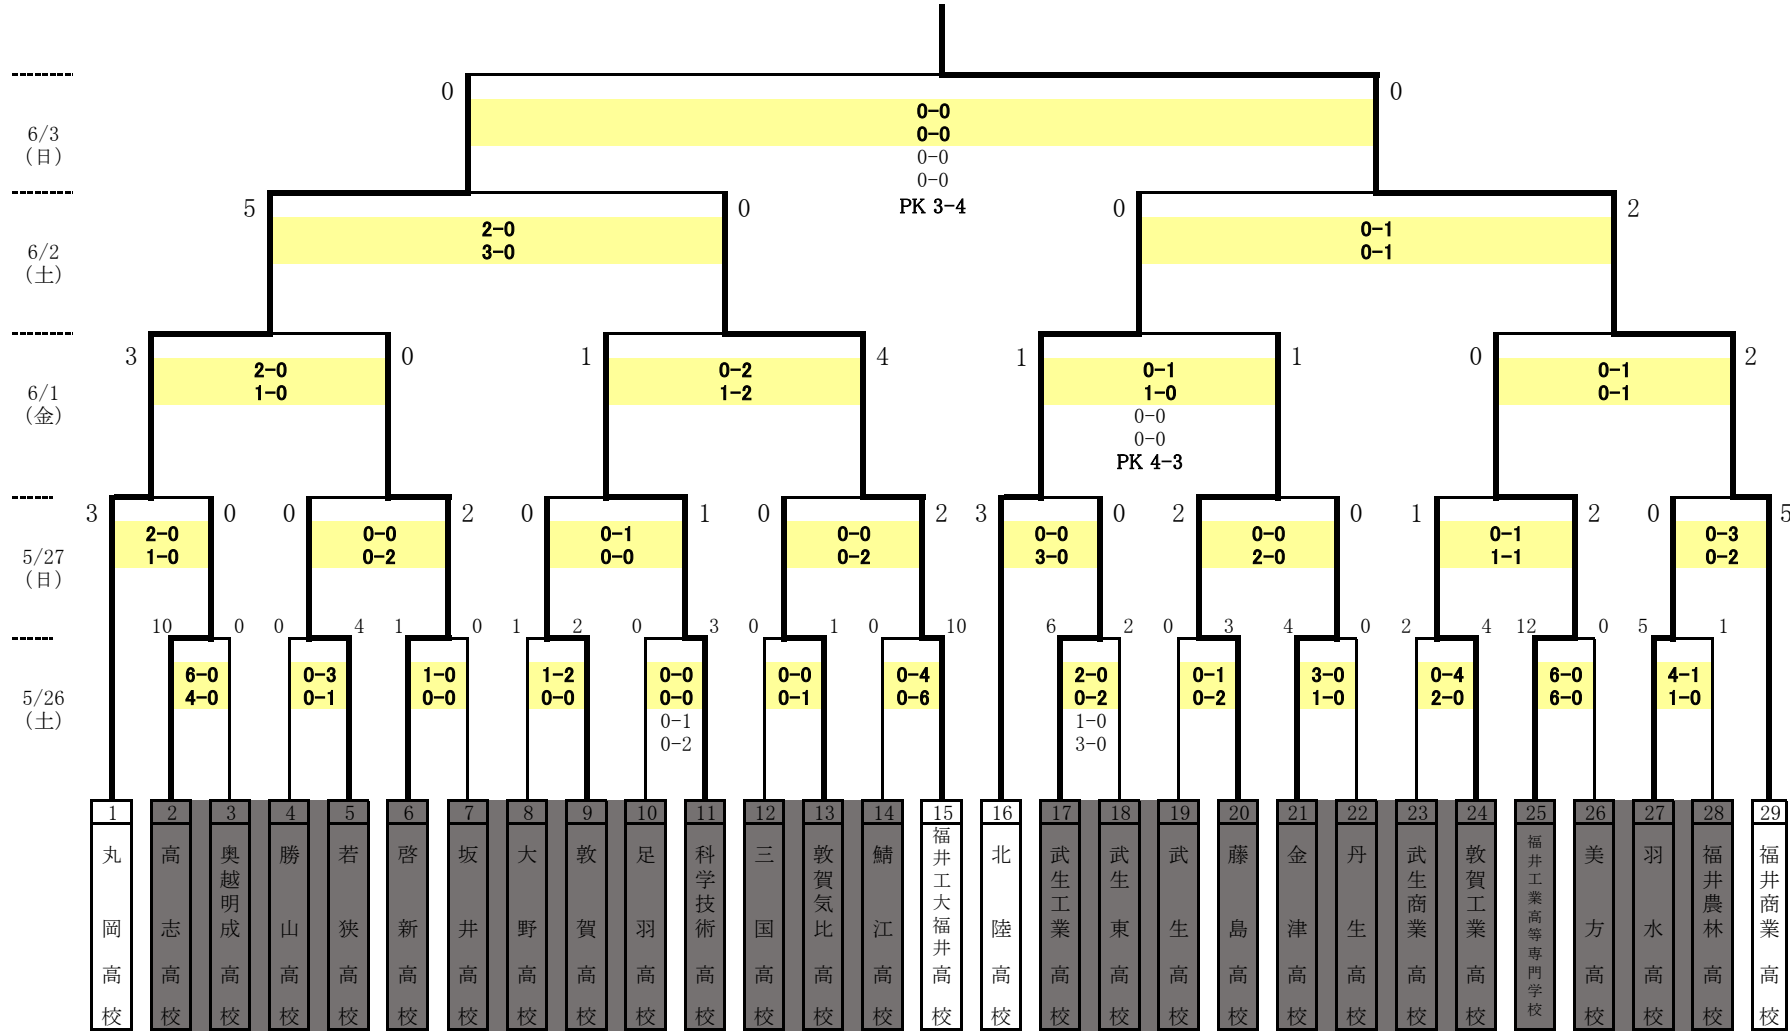 0 0
0-0
0-0
6/3
(日)
0-0
0-0
PK 3-4
5 0 0 2
2-0 0-1
3-0 0-1
6/2
(土)
3 0 1 4 1 1 0 2
2-0 0-2 0-1 0-1
1-0 1-2 1-0 0-1
6/1
(金)
0-0
0-0
PK 4-3
3 0 0 2 0 1 0 2 3 0 2 0 1 2 0 5
2-0 0-0 0-1 0-0 0-0 0-0 0-1 0-3
1-0 0-2 0-0 0-2 3-0 2-0 1-1 0-2
5/27
(日)
10 0 0 4 1 0 1 2 0 3 0 1 0 10 6 2 0 3 4 0 2 4 12 0 5 1
6-0 0-3 1-0 1-2 0-0 0-0 0-4 2-0 0-1 3-0 0-4 6-0 4-1
4-0 0-1 0-0 0-0 0-0 0-1 0-6 0-2 0-2 1-0 2-0 6-0 1-0
5/26
(土)
0-1 1-0
0-2 3-0
1 2 3 4 5 6 7 8 9 10 11 12 13 14 15 16 17 18 19 20 21 22 23 24 25 26 27 28 29
丸岡高校
高志高校
奥越明成高校
勝山高校
若狭高校
啓新高校
坂井高校
大野高校
敦賀高校
足羽高校
科学技術高校
三国高校
敦賀気比高校
鯖江高校
福井工大福井高校
北陸高校
武生工業高校
武生東高校
武生高校
藤島高校
金津高校
丹生高校
武生商業高校
敦賀工業高校
福井工業高等専門学校
美方高校
羽水高校
福井農林高校
福井商業高校